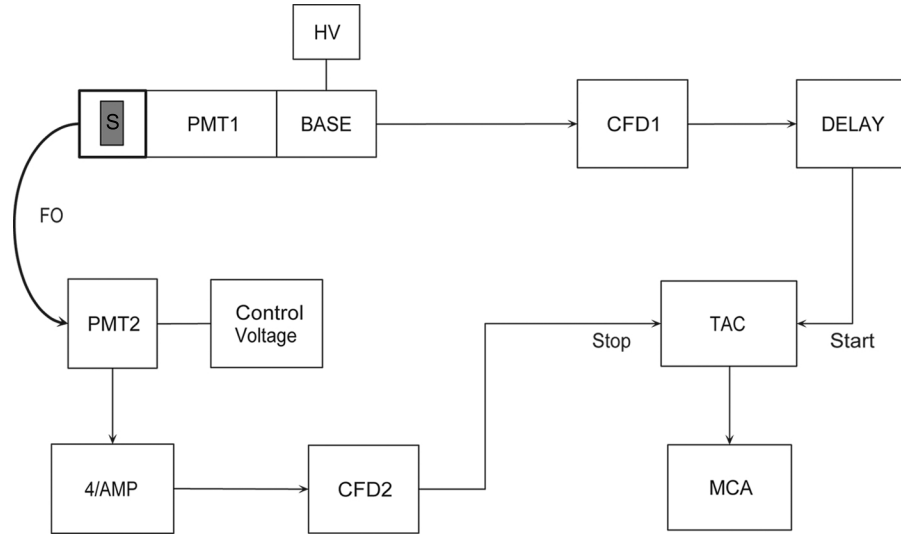 HV
S
PMT1
BASE
CFD1
DELAY
FO
PMT2
Control
Voltage
TAC
Stop
Start
4/AMP
CFD2
MCA